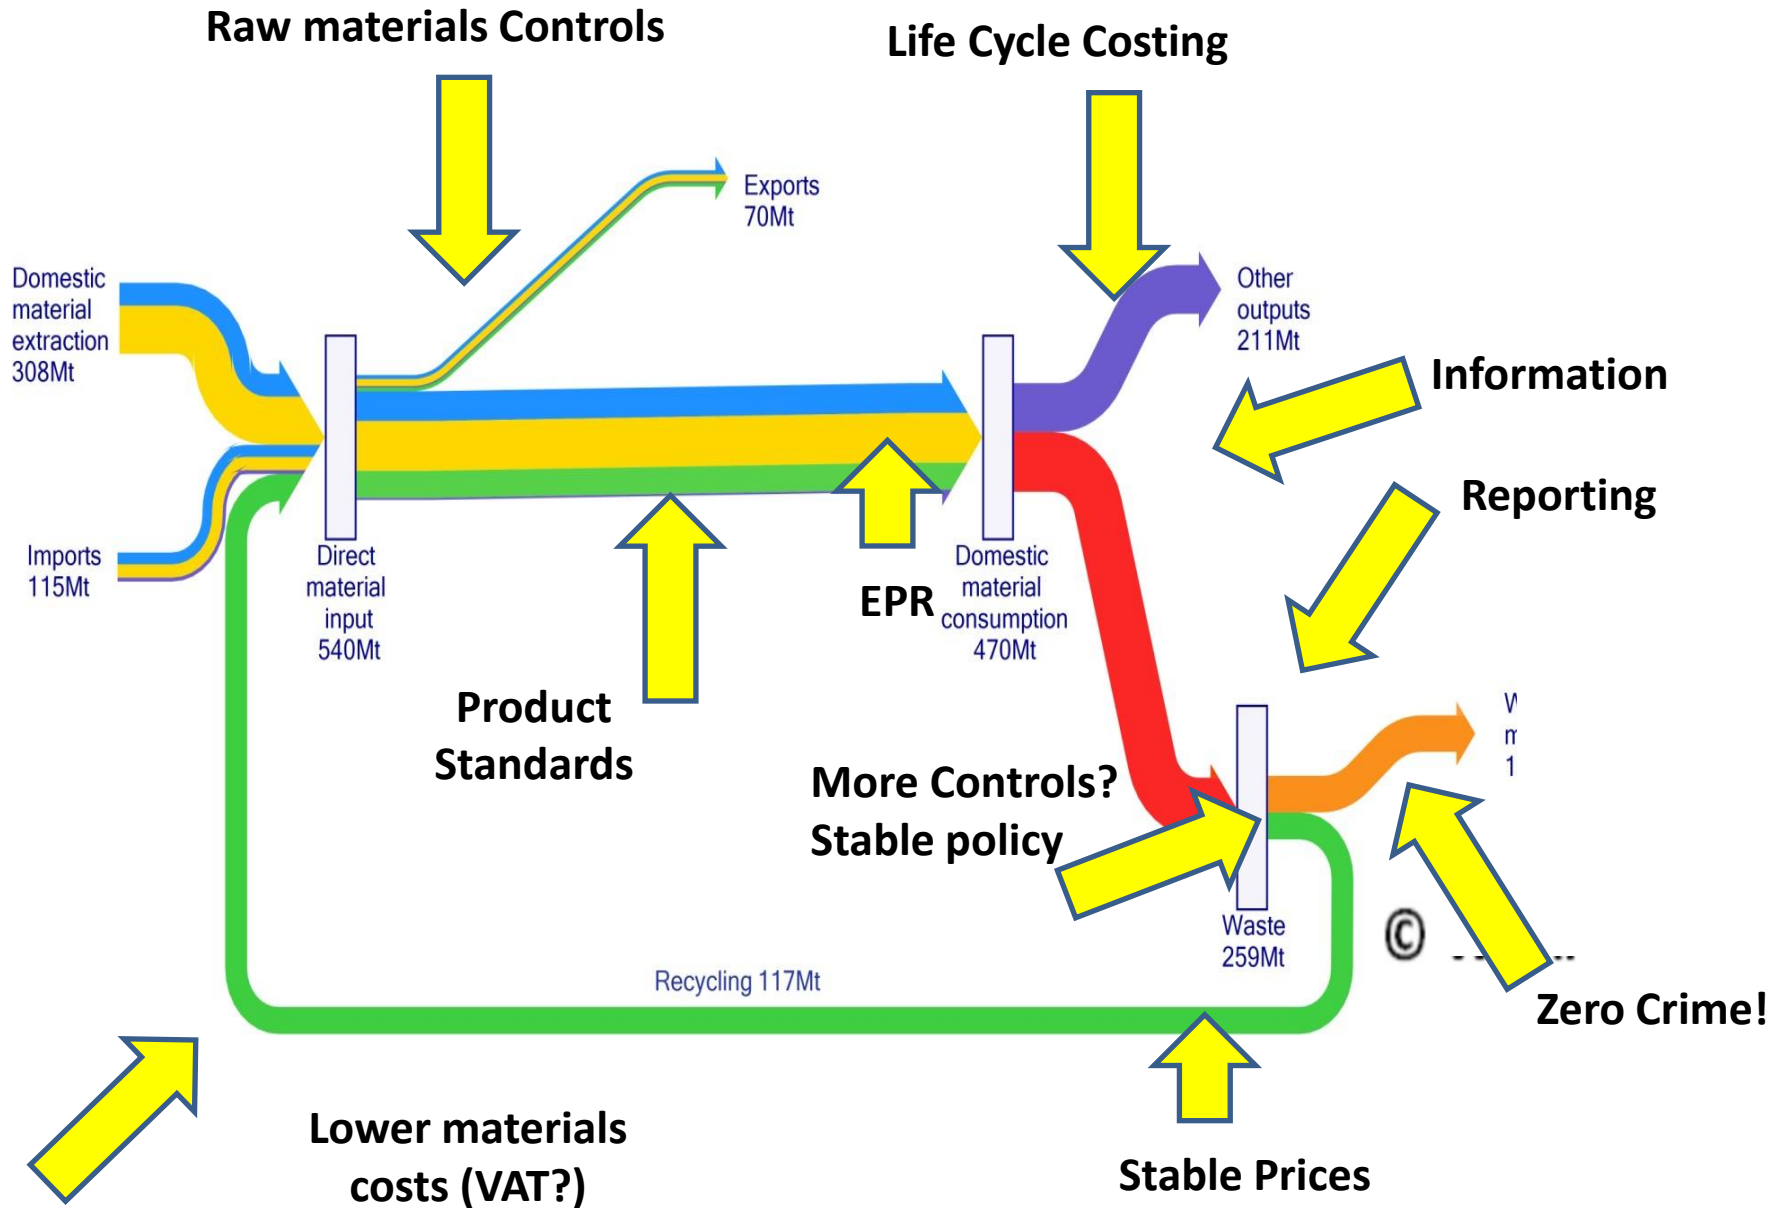 Raw materials Controls
Life Cycle Costing
Exports
70Mt
Domestic
material
extraction
308Mt
Other
outputs
211Mt
Information
Reporting
Imports
115Mt
Direct
material
input
540Mt
EPR
Domestic
material
consumption
470Mt
Product
Standards
More Controls?
Stable policy
Waste
259Mt
©
Recycling 117Mt
Zero Crime!
Lower materials
costs (VAT?)
Stable Prices